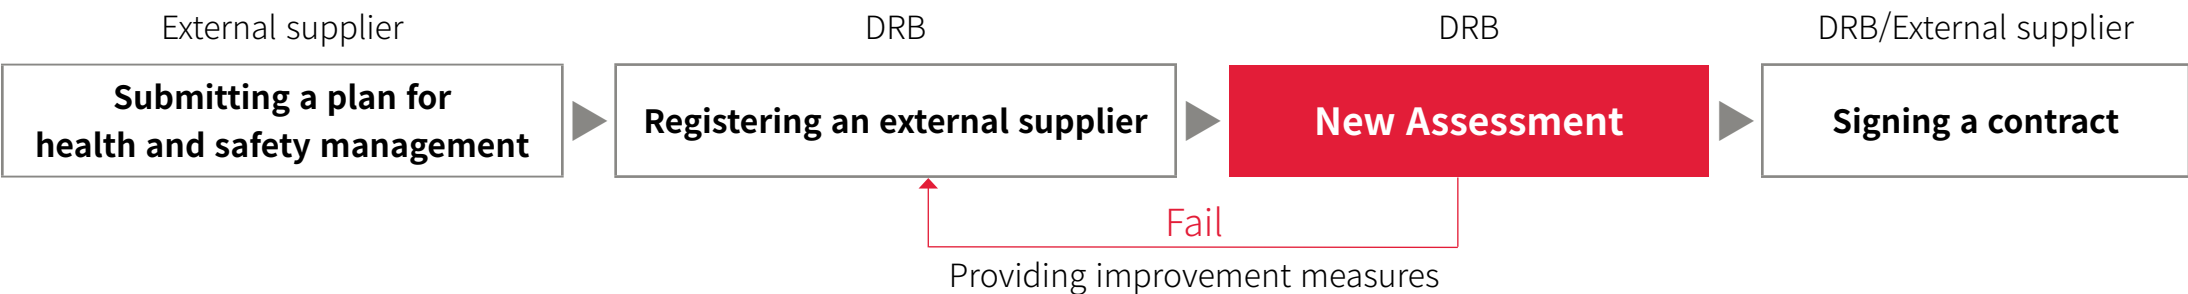 External supplier
DRB
DRB
DRB/External supplier
Submitting a plan for
health and safety management
Registering an external supplier
New Assessment
Signing a contract
Fail
Providing improvement measures